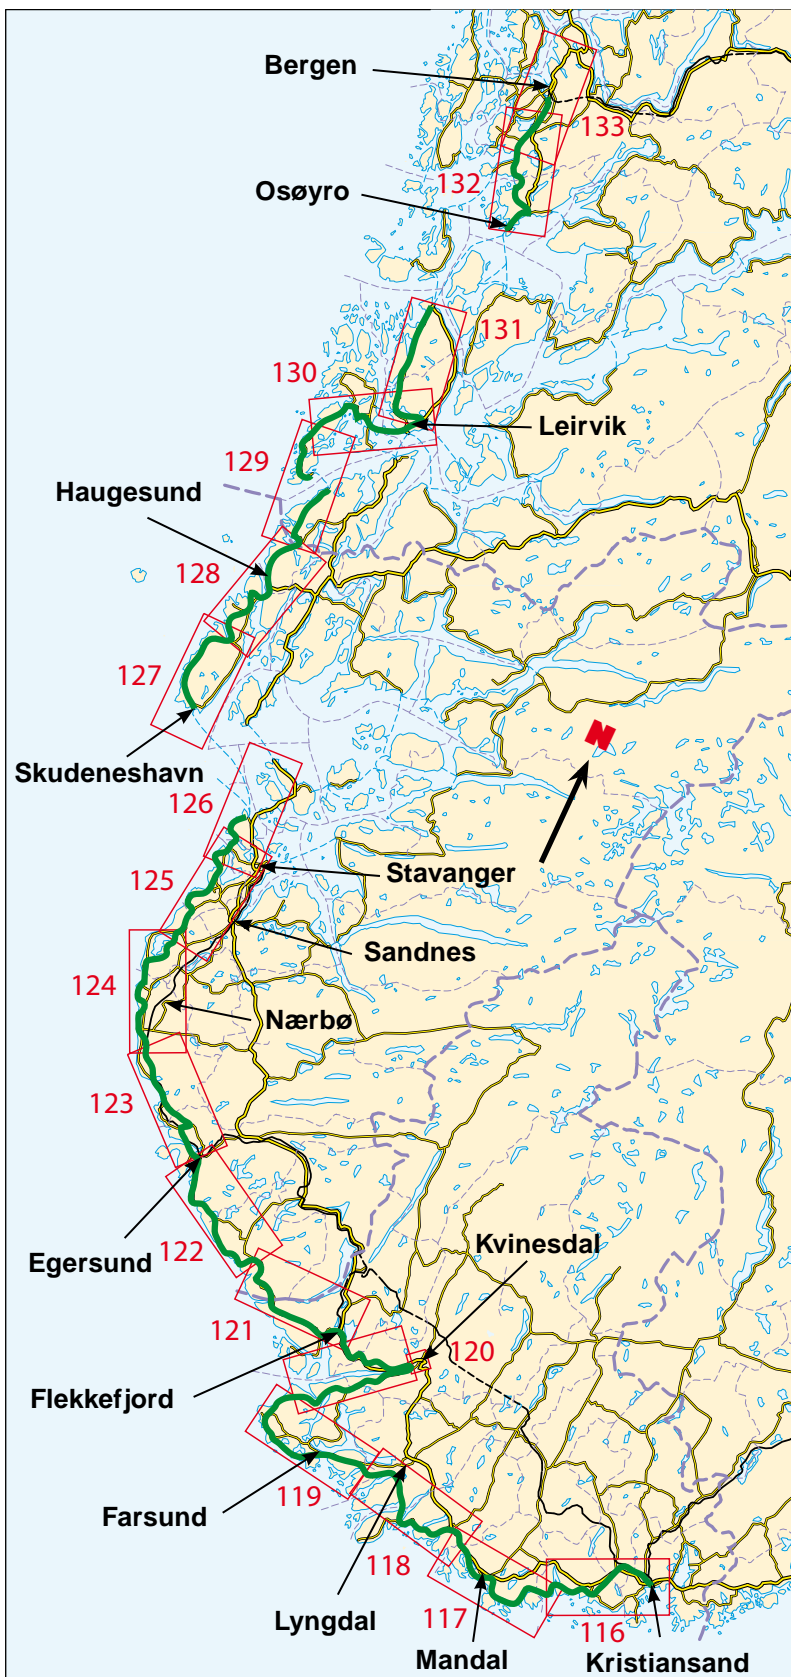 Bergen
133
132
Osøyro
131
130
Leirvik
129
Haugesund
128
127
Skudeneshavn
N
126
Stavanger
125
Sandnes
124
Nærbø
123
Kvinesdal
Egersund
122
121
120
Flekkefjord
119
Farsund
118
Lyngdal
117
116
Mandal
Kristiansand